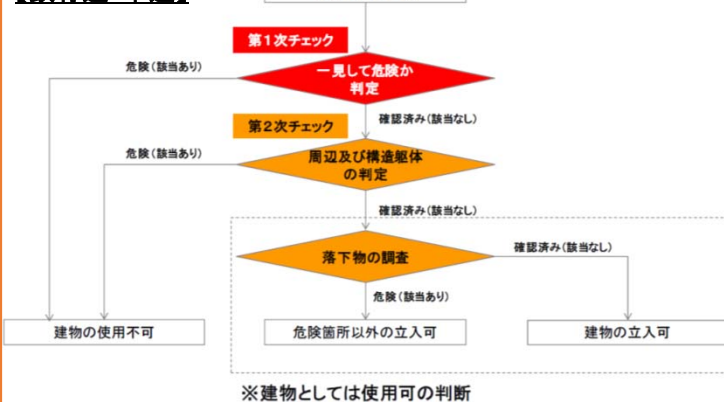 第1次チェック
一見して危険か
判定
危険(該当あり)
確認済み(該当なし)
第2次チェック
周辺及び構造躯体
の判定
危険(該当あり)
確認済み(該当なし)
落下物の調査
確認済み(該当なし)
危険(該当あり)
建物の使用不可
危険箇所以外の立入可
建物の立入可
※建物としては使用可の判断